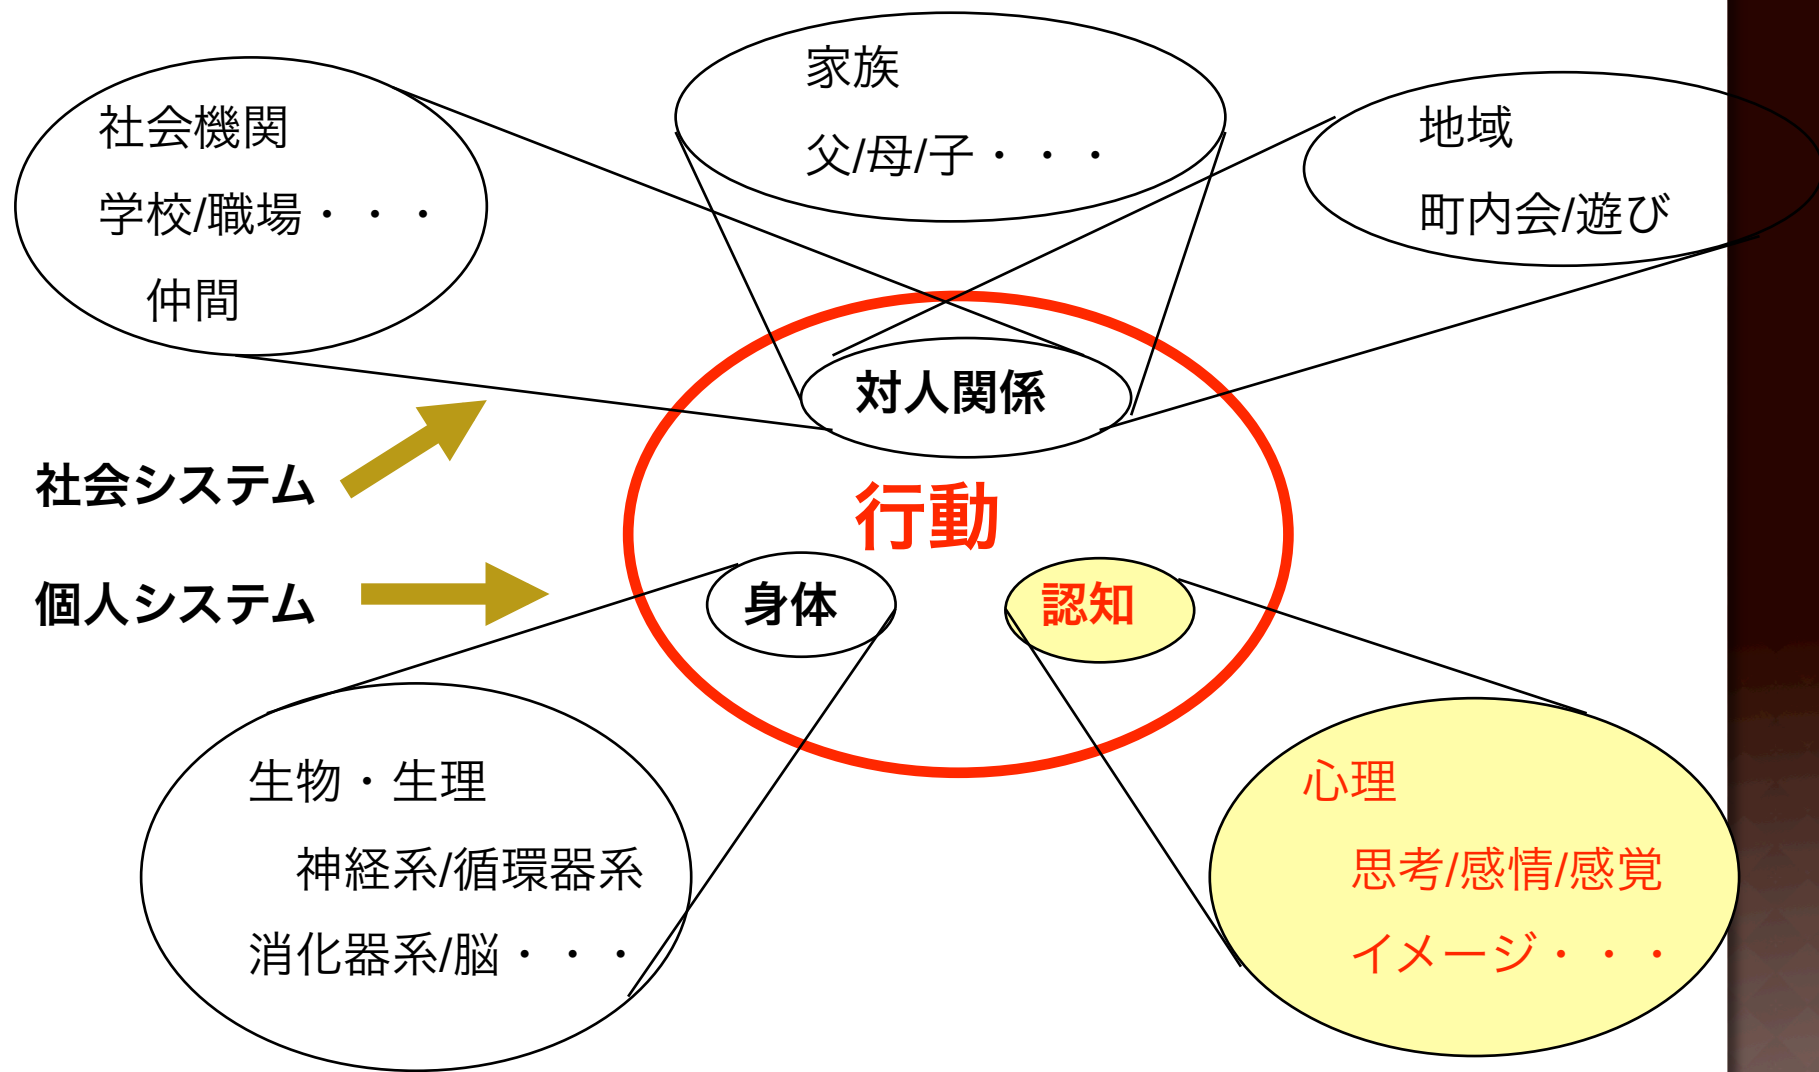 社会機関
学校/職場・・・
仲間
家族
父/母/子・・・
地域
町内会/遊び
対人関係
行動
社会システム
個人システム
身体
認知
生物・生理
神経系/循環器系
消化器系/脳・・・
心理
思考/感情/感覚
イメージ・・・